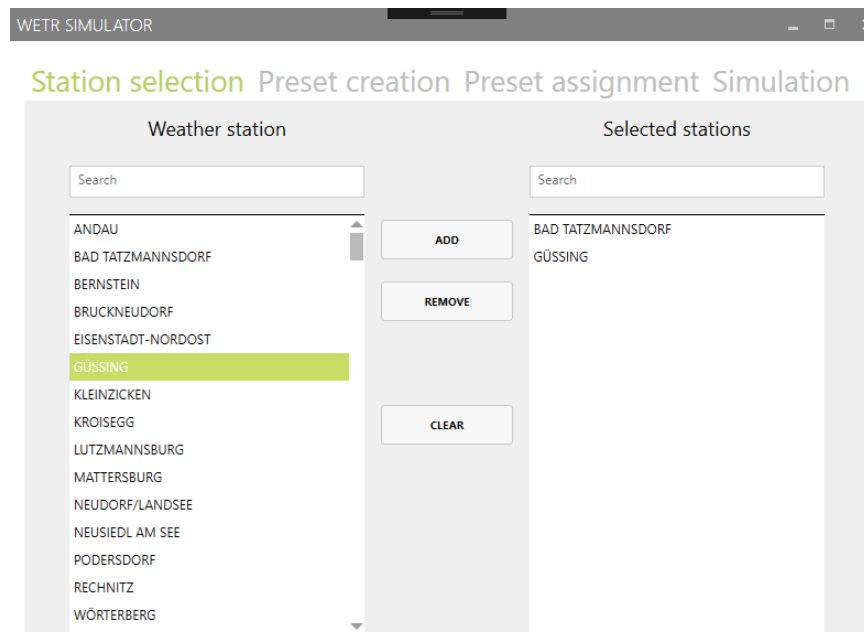 WETR SIMULATOR
Station selection Preset creation Preset assignment Simulation
Weather station
Search
ANDAU
BAD TATZMANNSDORF
BERNSTEIN
BRUCKNEUDORF
EISENSTADT-NORDOST
GÜSSING
KLEINZICKEN
KROISEGG
LUTZMANNSBURG
MATTERSBURG
NEUDORF/LANDSEE
NEUSIEDL AM SEE
PODERSDORF
RECHNITZ
WÖRTERBERG
ADD
REMOVE
CLEAR
Selected stations
Search
BAD TATZMANNSDORF
GÜSSING